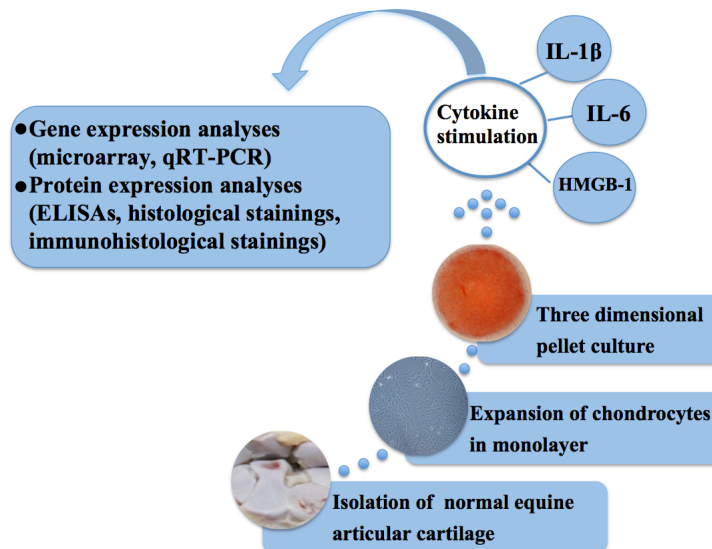 IL-1β
Cytokine
stimulation
IL-6
HMGB-1
●Gene expression analyses
(microarray, qRT-PCR)
●Protein expression analyses
(ELISAs, histological stainings,
immunohistological stainings)
Three dimensional
pellet culture
Expansion of chondrocytes
in monolayer
Isolation of normal equine
articular cartilage